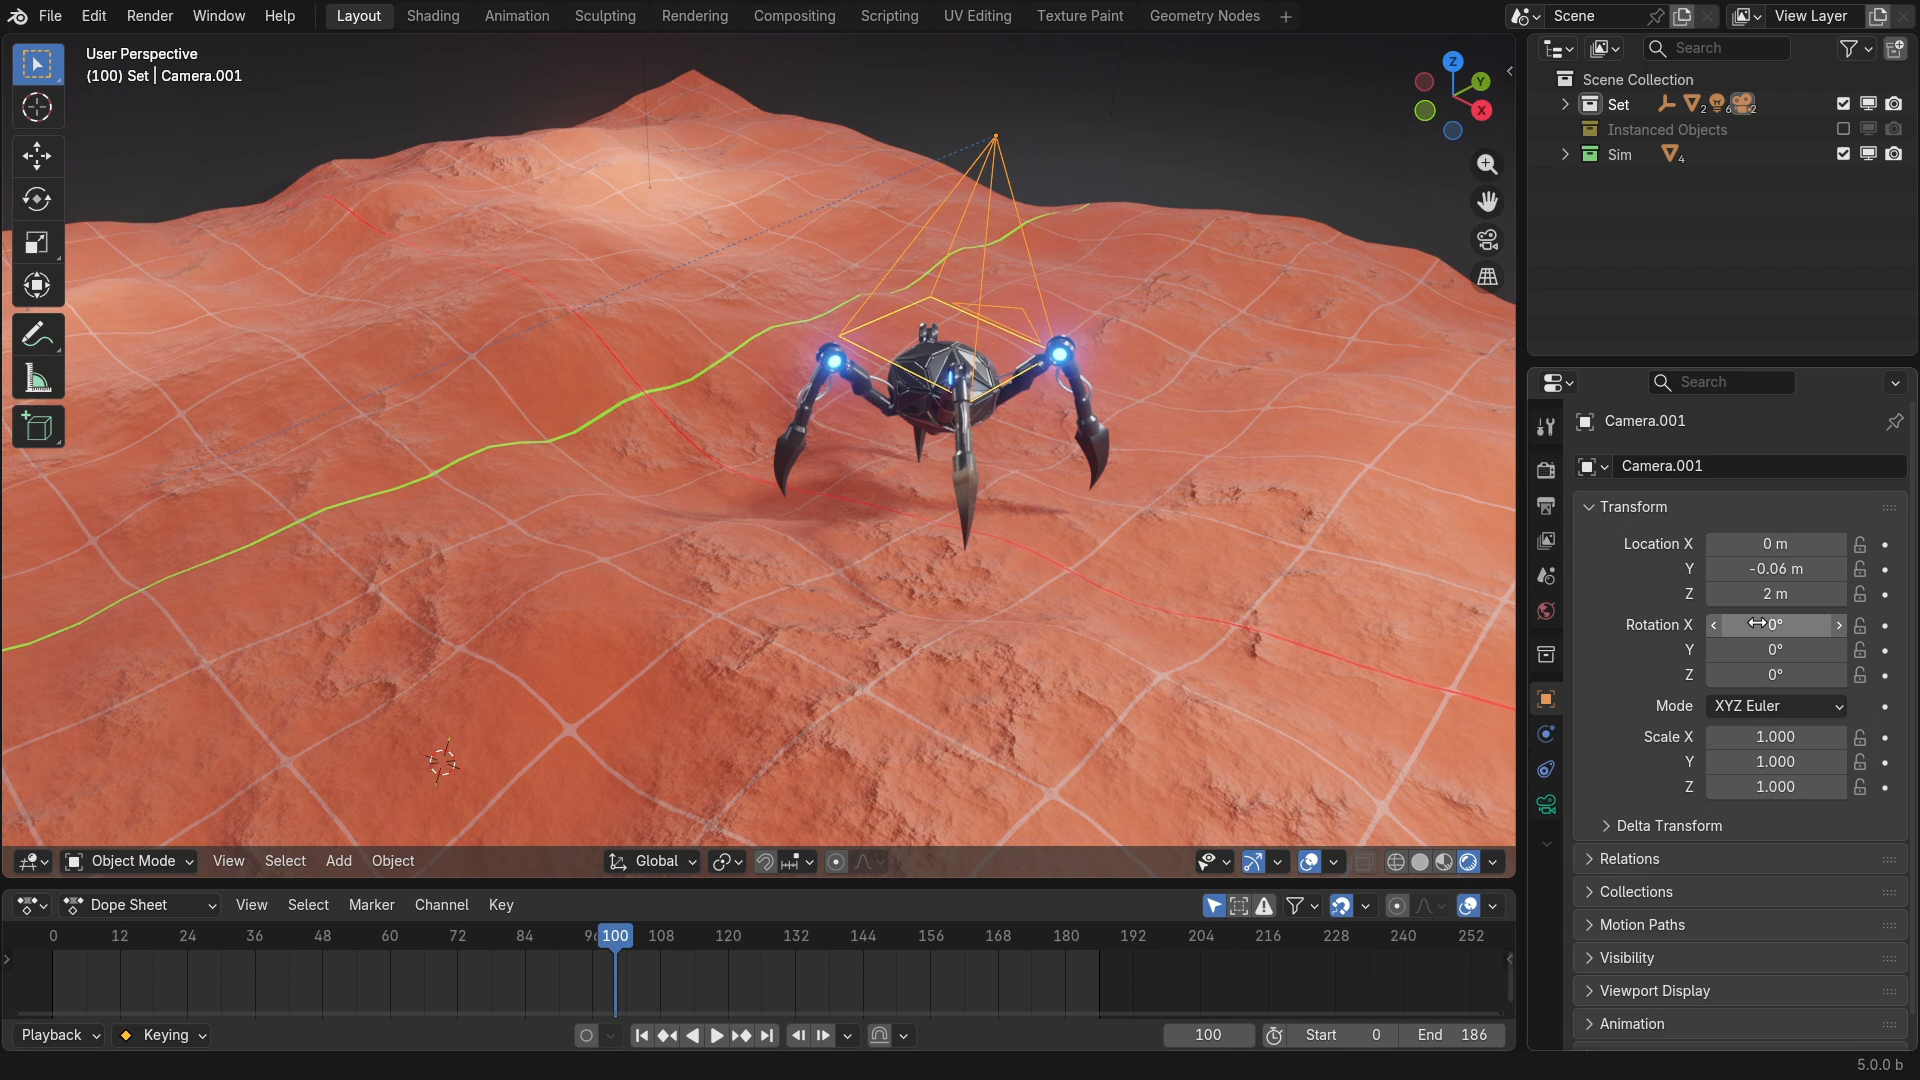 File Edit Render Window Help Layout Shading Animation Sculpting Rendering Compositing Scripting UV Editing Texture Paint Geometry Nodes + Scene View Layer
User Perspective
(100) Set | Camera.001
Z
Y
X
Search
Scene Collection
Set 2 6 2
Instanced Objects
Sim 4
Search
Camera.001
Camera.001
Transform
Location X 0 m
Y -0.06 m
Z 2 m
Rotation X 0°
Y 0°
Z 0°
Mode XYZ Euler
Scale X 1.000
Y 1.000
Z 1.000
Delta Transform
Relations
Collections
Motion Paths
Visibility
Viewport Display
Animation
Object Mode View Select Add Object Global
Dope Sheet View Select Marker Channel Key
0 12 24 36 48 60 72 84 100 108 120 132 144 156 168 180 192 204 216 228 240 252
Playback Keying 100 Start 0 End 186
5.0.0 b